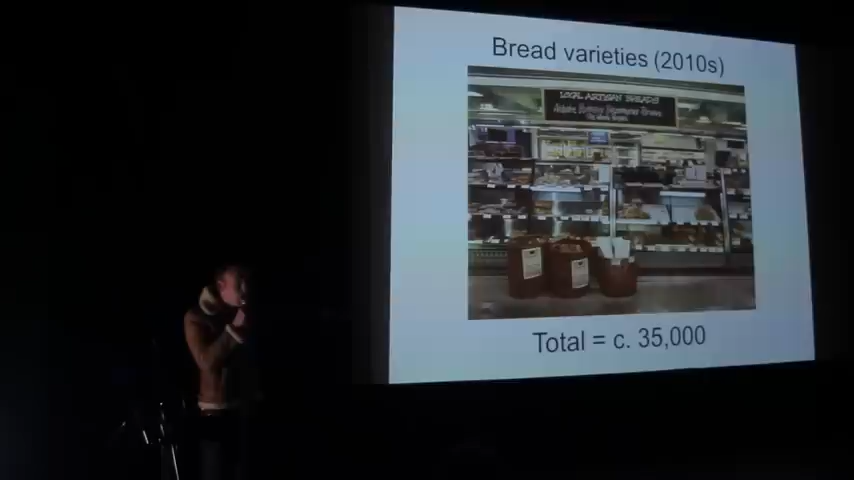 Bread varieties (2010s)
LOCAL ARTISAN BREADS
Total = c. 35,000